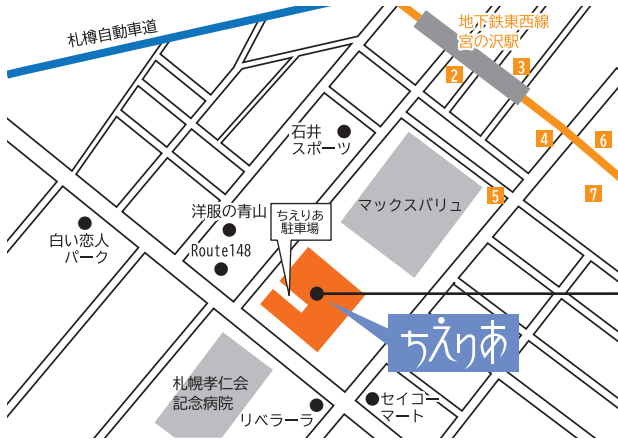 札樽自動車道
地下鉄東西線
宮の沢駅
2
3
4
6
5
7
石井
スポーツ
マックスバリュ
洋服の青山
ちえりあ
駐車場
白い恋人
パーク
Route148
ちえりあ
札幌孝仁会
記念病院
リベラーラ
セイコー
マート